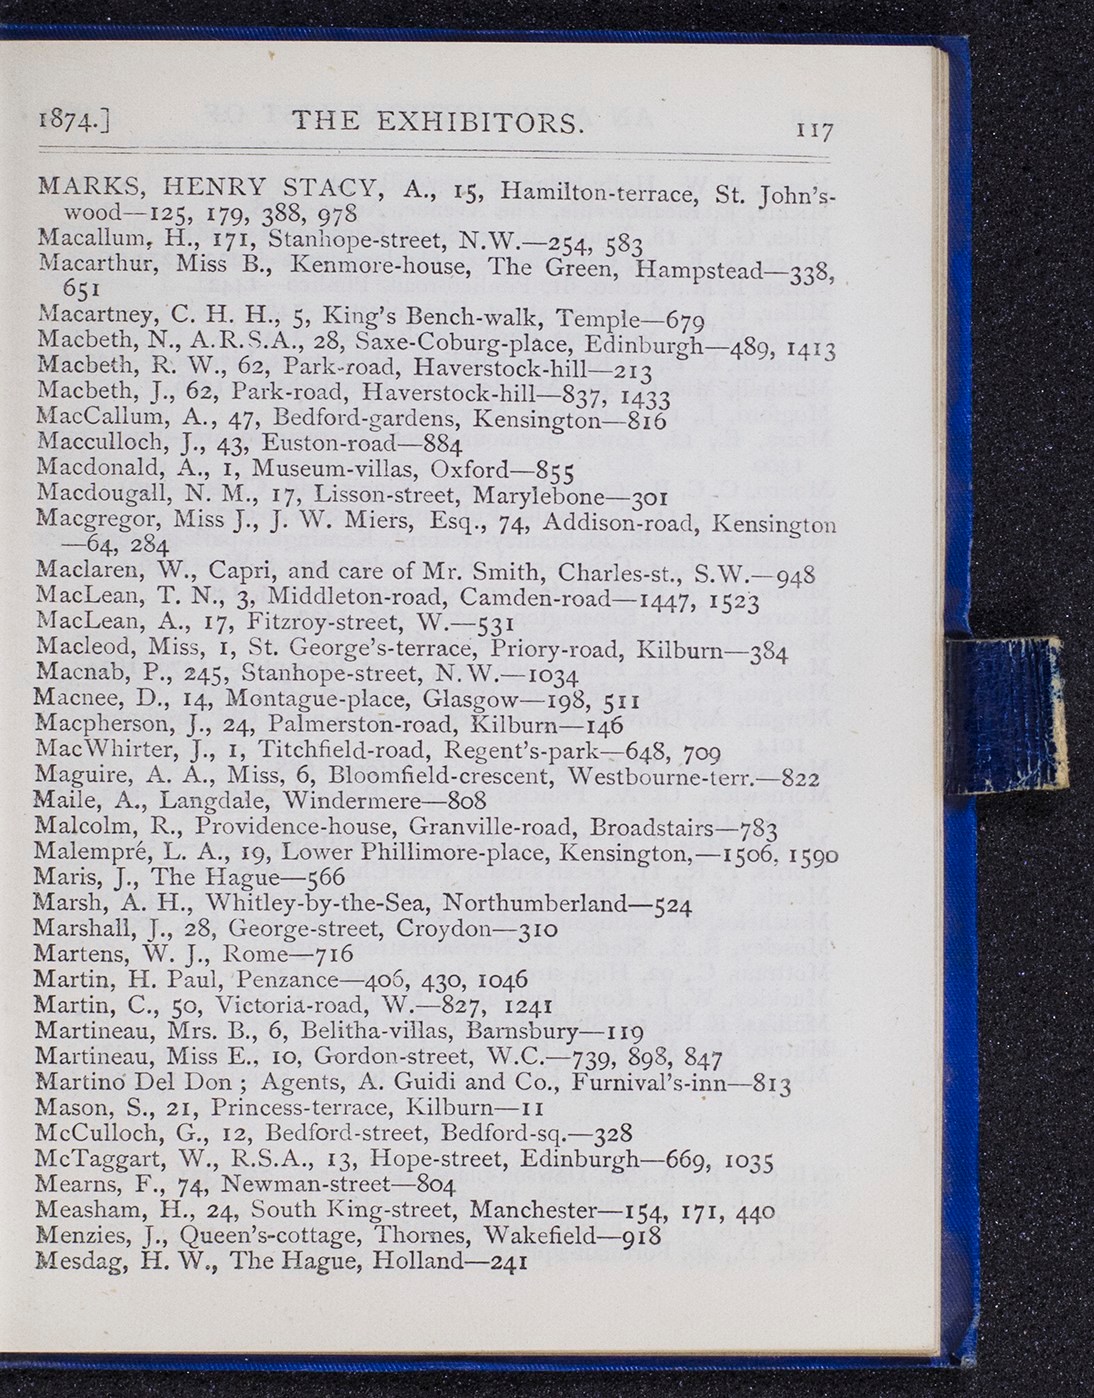 1874.] THE EXHIBITORS. 117
MARKS, HENRY STACY, A., 15, Hamilton-terrace, St. John's-
wood—125, 179, 388, 978
Macallum, H., 171, Stanhope-street, N.W.—254, 583
Macarthur, Miss B., Kenmore-house, The Green, Hampstead—338,
651
Macartney, C. H. H., 5, King's Bench-walk, Temple—679
Macbeth, N., A.R.S.A., 28, Saxe-Coburg-place, Edinburgh—489, 1413
Macbeth, R. W., 62, Park-road, Haverstock-hill—213
Macbeth, J., 62, Park-road, Haverstock-hill—837, 1433
MacCallum, A., 47, Bedford-gardens, Kensington—816
Macculloch, J., 43, Euston-road—884
Macdonald, A., 1, Museum-villas, Oxford—855
Macdougall, N. M., 17, Lisson-street, Marylebone—301
Macgregor, Miss J., J. W. Miers, Esq., 74, Addison-road, Kensington
—64, 284
Maclaren, W., Capri, and care of Mr. Smith, Charles-st., S.W.—948
MacLean, T. N., 3, Middleton-road, Camden-road—1447, 1523
MacLean, A., 17, Fitzroy-street, W.—531
Macleod, Miss, 1, St. George's-terrace, Priory-road, Kilburn—384
Macnab, P., 245, Stanhope-street, N.W.—1034
Macnee, D., 14, Montague-place, Glasgow—198, 511
Macpherson, J., 24, Palmerston-road, Kilburn—146
MacWhirter, J., 1, Titchfield-road, Regent's-park—648, 709
Maguire, A. A., Miss, 6, Bloomfield-crescent, Westbourne-terr.—822
Maile, A., Langdale, Windermere—808
Malcolm, R., Providence-house, Granville-road, Broadstairs—783
Malempré, L. A., 19, Lower Phillimore-place, Kensington,—1506, 1590
Maris, J., The Hague—566
Marsh, A. H., Whitley-by-the-Sea, Northumberland—524
Marshall, J., 28, George-street, Croydon—310
Martens, W. J., Rome—716
Martin, H. Paul, Penzance—406, 430, 1046
Martin, C., 50, Victoria-road, W.—827, 1241
Martineau, Mrs. B., 6, Belitha-villas, Barnsbury—119
Martineau, Miss E., 10, Gordon-street, W.C.—739, 898, 847
Martino Del Don ; Agents, A. Guidi and Co., Furnival's-inn—813
Mason, S., 21, Princess-terrace, Kilburn—11
McCulloch, G., 12, Bedford-street, Bedford-sq.—328
McTaggart, W., R.S.A., 13, Hope-street, Edinburgh—669, 1035
Mearns, F., 74, Newman-street—804
Measham, H., 24, South King-street, Manchester—154, 171, 440
Menzies, J., Queen's-cottage, Thornes, Wakefield—918
Mesdag, H. W., The Hague, Holland—241